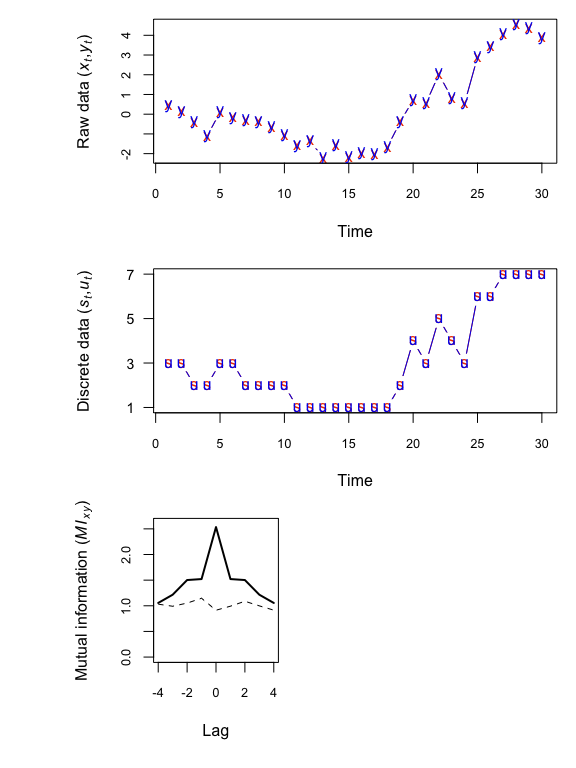 Raw data (x_t,y_t)
4
3
2
1
0
-2
0 5 10 15 20 25 30
Time
Discrete data (s_t,u_t)
7
5
3
1
0 5 10 15 20 25 30
Time
Mutual information (MI_xy)
2.0
1.0
0.0
-4 -2 0 2 4
Lag